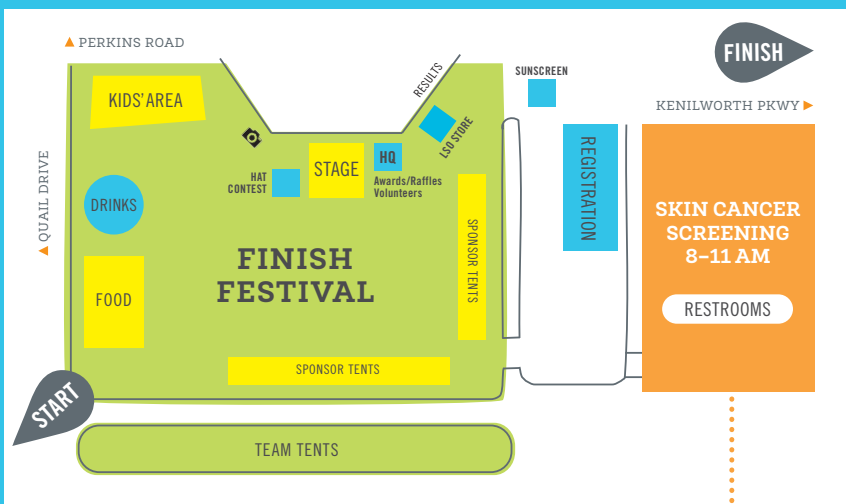 PERKINS ROAD
FINISH
SUNSCREEN
RESULTS
KIDS' AREA
KENILWORTH PKWY
LSO STORE
REGISTRATION
STAGE
HQ
HAT
CONTEST
Awards/Raffles
Volunteers
QUAIL DRIVE
DRINKS
SKIN CANCER
SCREENING
8–11 AM
SPONSOR TENTS
FINISH
FESTIVAL
FOOD
RESTROOMS
SPONSOR TENTS
START
TEAM TENTS